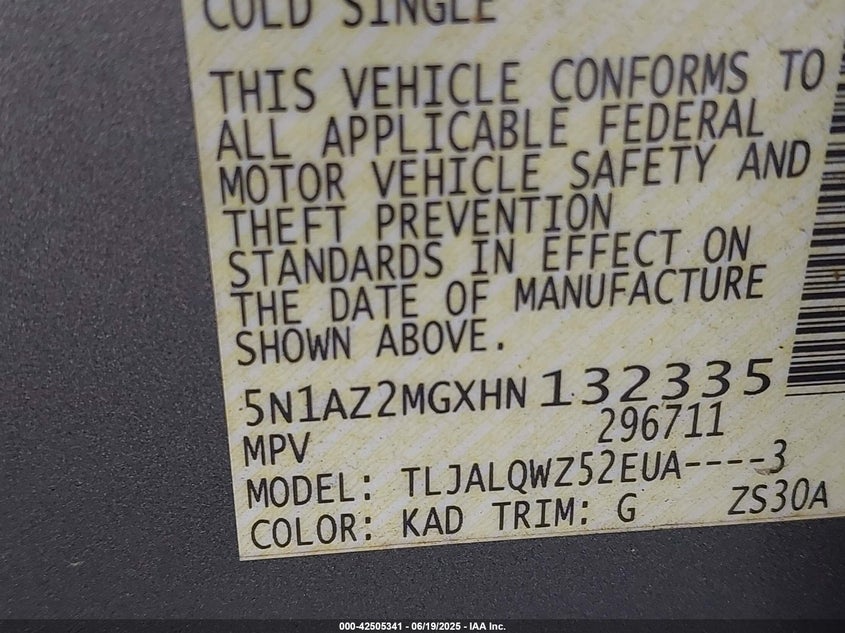 COLD SINGLE
THIS VEHICLE CONFORMS TO
ALL APPLICABLE FEDERAL
MOTOR VEHICLE SAFETY AND
THEFT PREVENTION
STANDARDS IN EFFECT ON
THE DATE OF MANUFACTURE
SHOWN ABOVE.
5N1AZ2MGXHN132335
MPV 296711
MODEL: TLJALQWZ52EUA----3
COLOR: KAD TRIM: G ZS30A
000-42505341 - 06/19/2025 - IAA Inc.